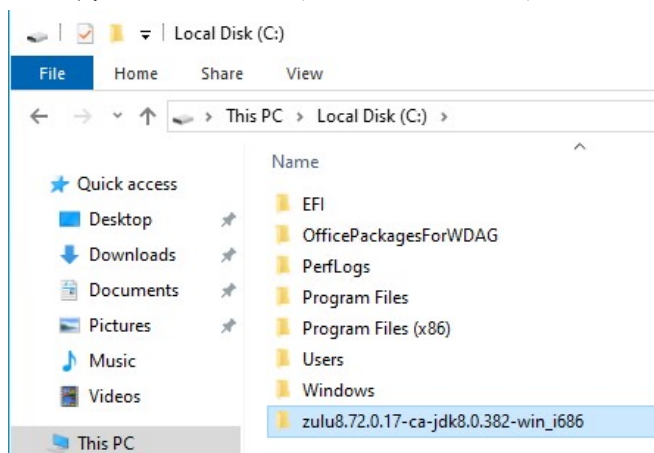 Local Disk (C:)
File Home Share View
This PC > Local Disk (C:) >
Name
Quick access
Desktop
Downloads
Documents
Pictures
Music
Videos
This PC
EFI
OfficePackagesForWDAG
PerfLogs
Program Files
Program Files (x86)
Users
Windows
zulu8.72.0.17-ca-jdk8.0.382-win_i686